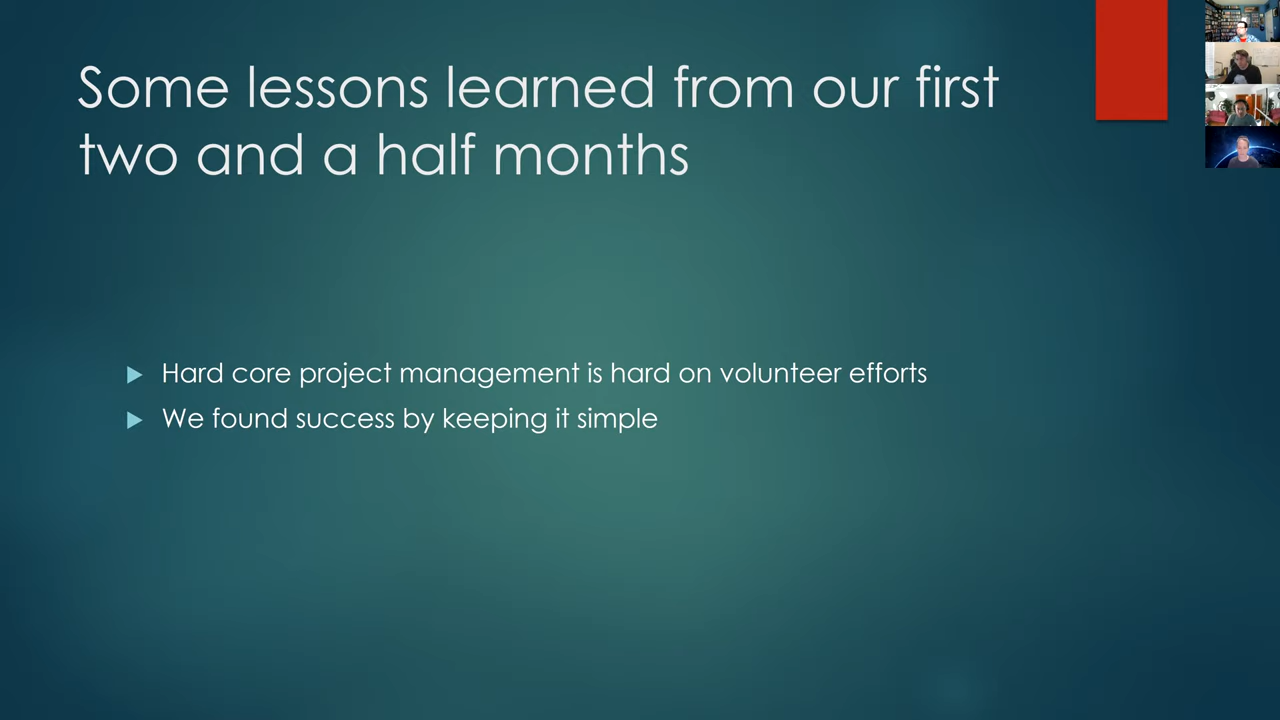 Some lessons learned from our first
two and a half months
Hard core project management is hard on volunteer efforts
We found success by keeping it simple